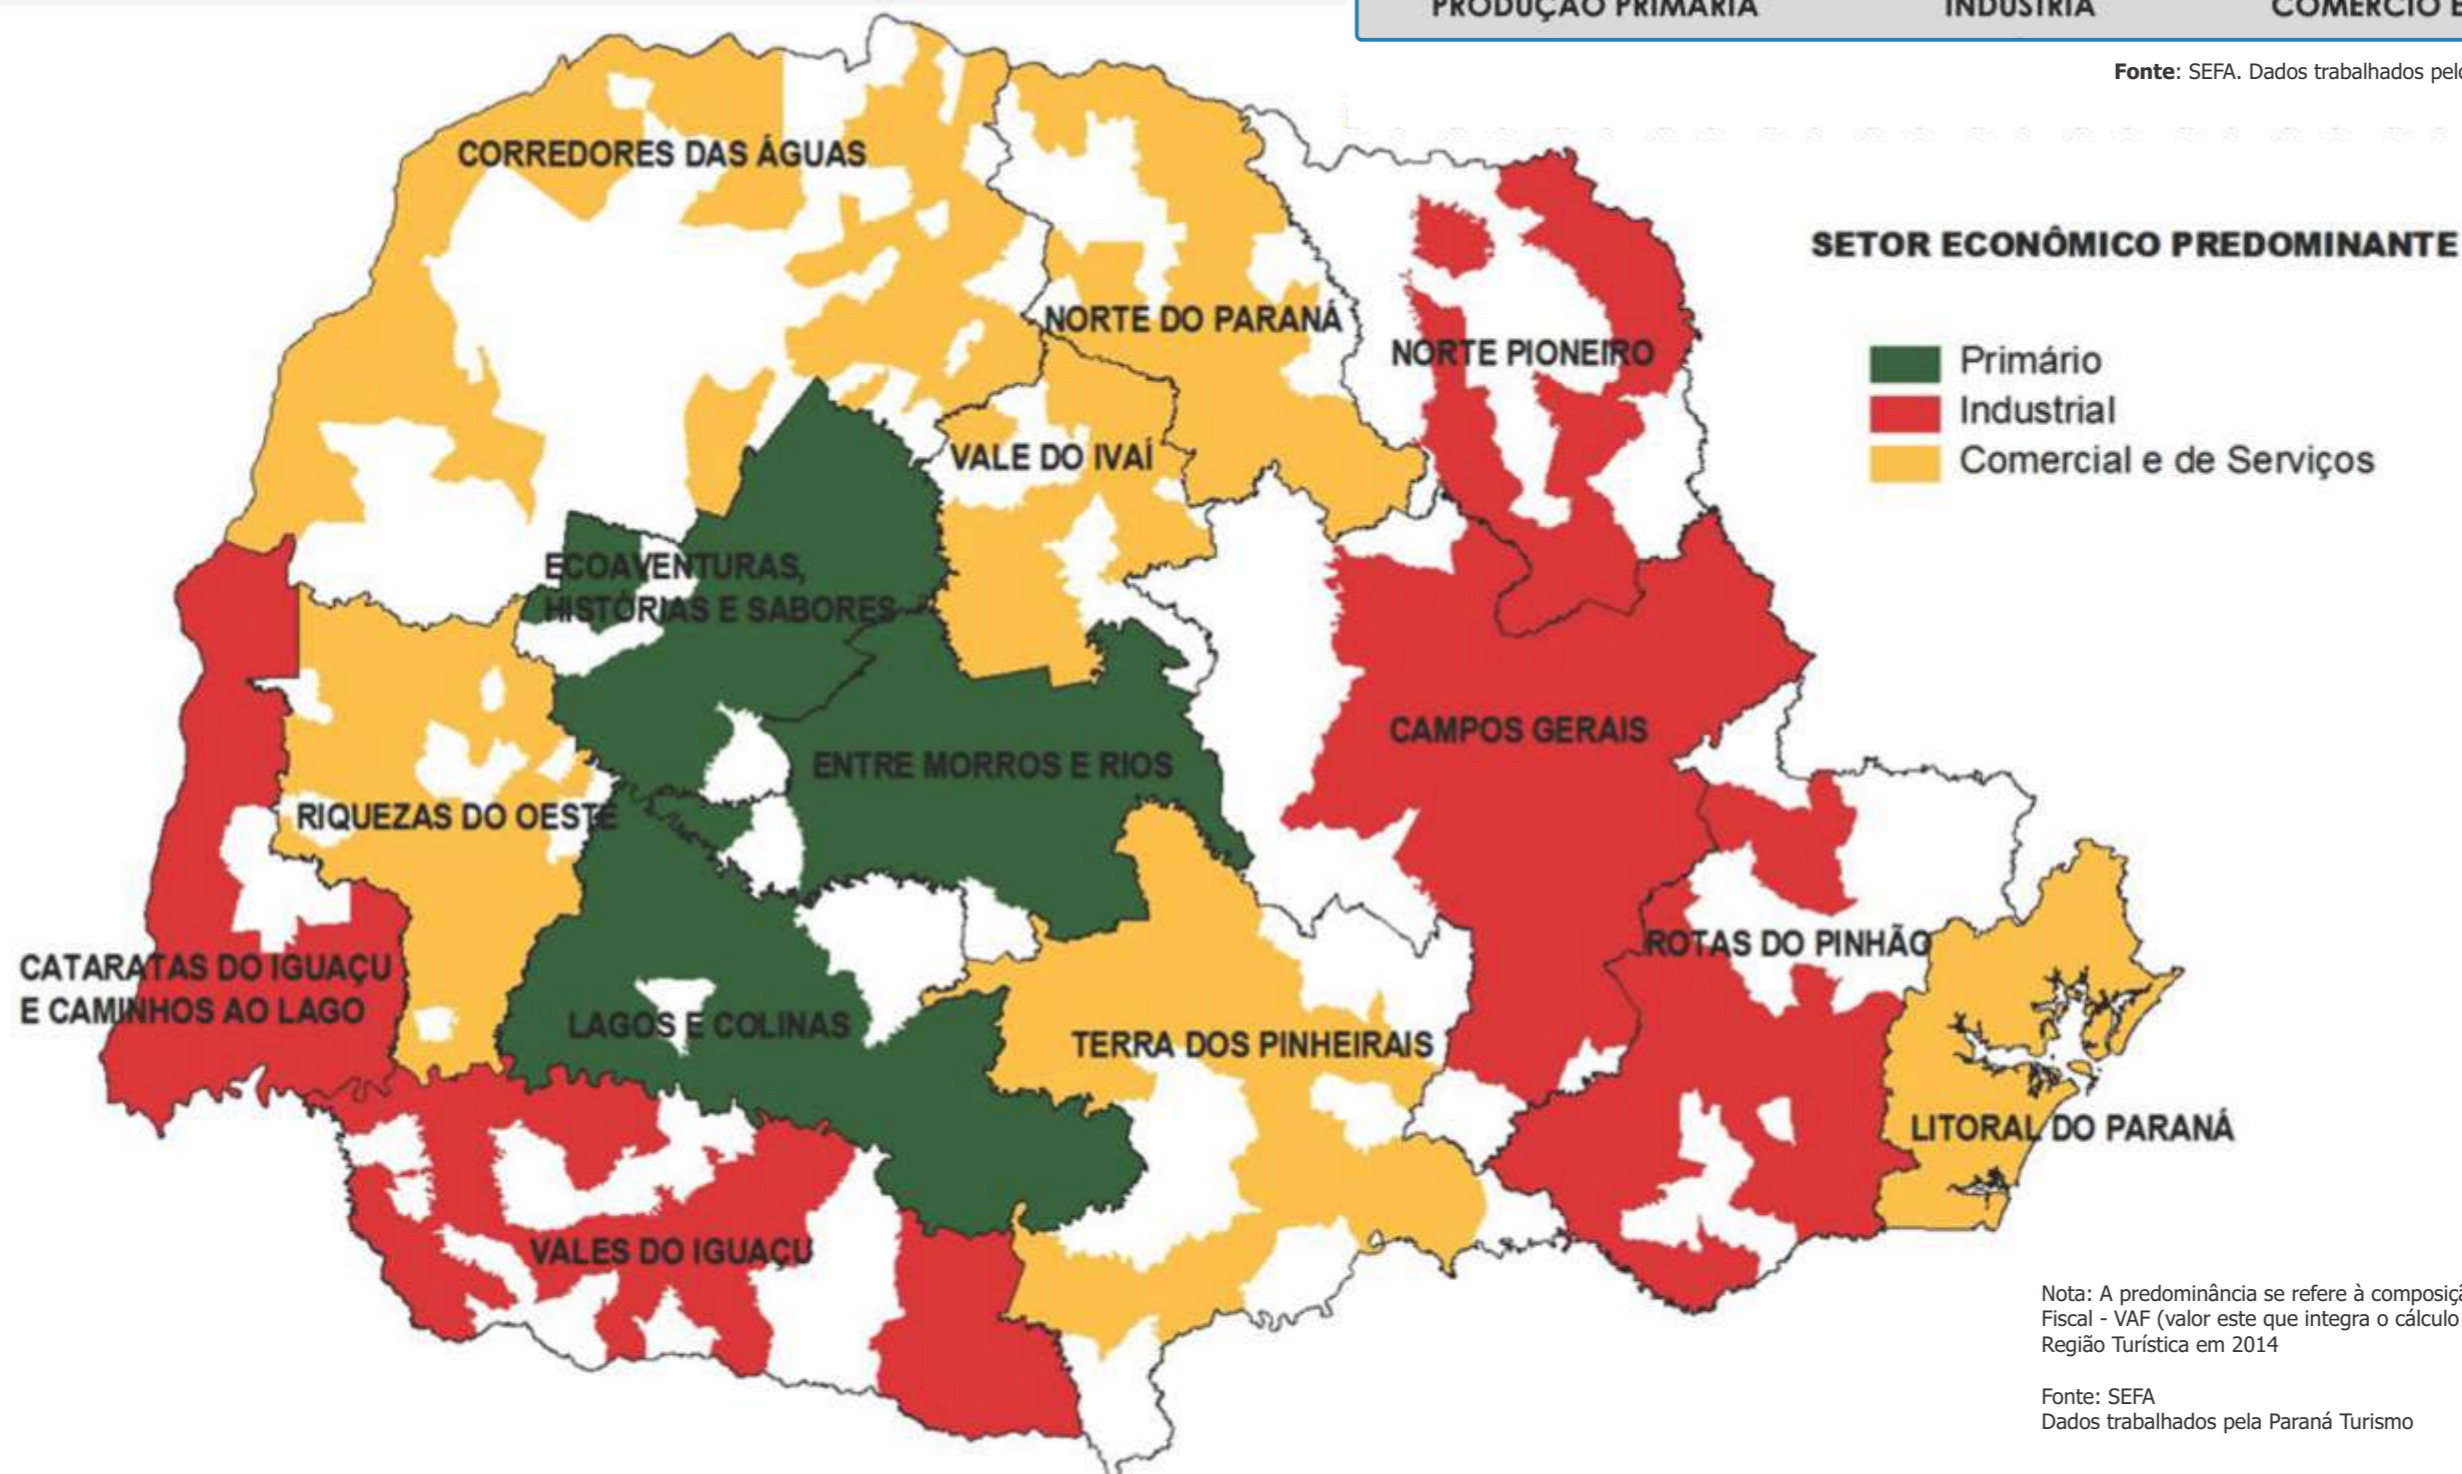 PRODUÇÃO PRIMÁRIA INDÚSTRIA COMÉRCIO E
Fonte: SEFA. Dados trabalhados pelo
CORREDORES DAS ÁGUAS
SETOR ECONÔMICO PREDOMINANTE
NORTE DO PARANÁ
NORTE PIONEIRO
Primário
Industrial
Comercial e de Serviços
VALE DO IVAÍ
ECOAVENTURAS,
HISTÓRIAS E SABORES
CAMPOS GERAIS
ENTRE MORROS E RIOS
RIQUEZAS DO OESTE
ROTAS DO PINHÃO
CATARATAS DO IGUAÇU
E CAMINHOS AO LAGO
LAGOS E COLINAS
TERRA DOS PINHEIRAIS
LITORAL DO PARANÁ
VALES DO IGUAÇU
Nota: A predominância se refere à composiçã
Fiscal - VAF (valor este que integra o cálculo
Região Turística em 2014
Fonte: SEFA
Dados trabalhados pela Paraná Turismo